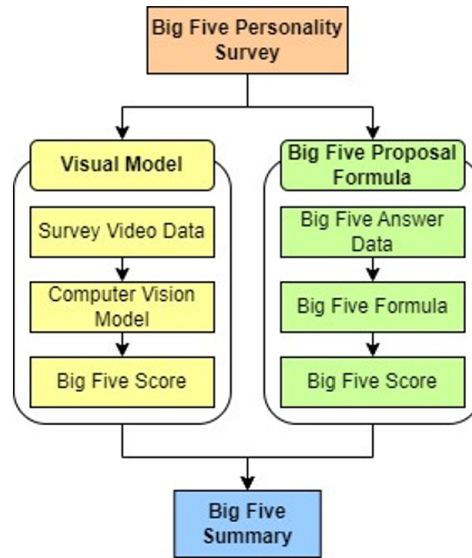 Big Five Personality
Survey
Visual Model
Survey Video Data
Computer Vision
Model
Big Five Score
Big Five Proposal
Formula
Big Five Answer
Data
Big Five Formula
Big Five Score
Big Five
Summary